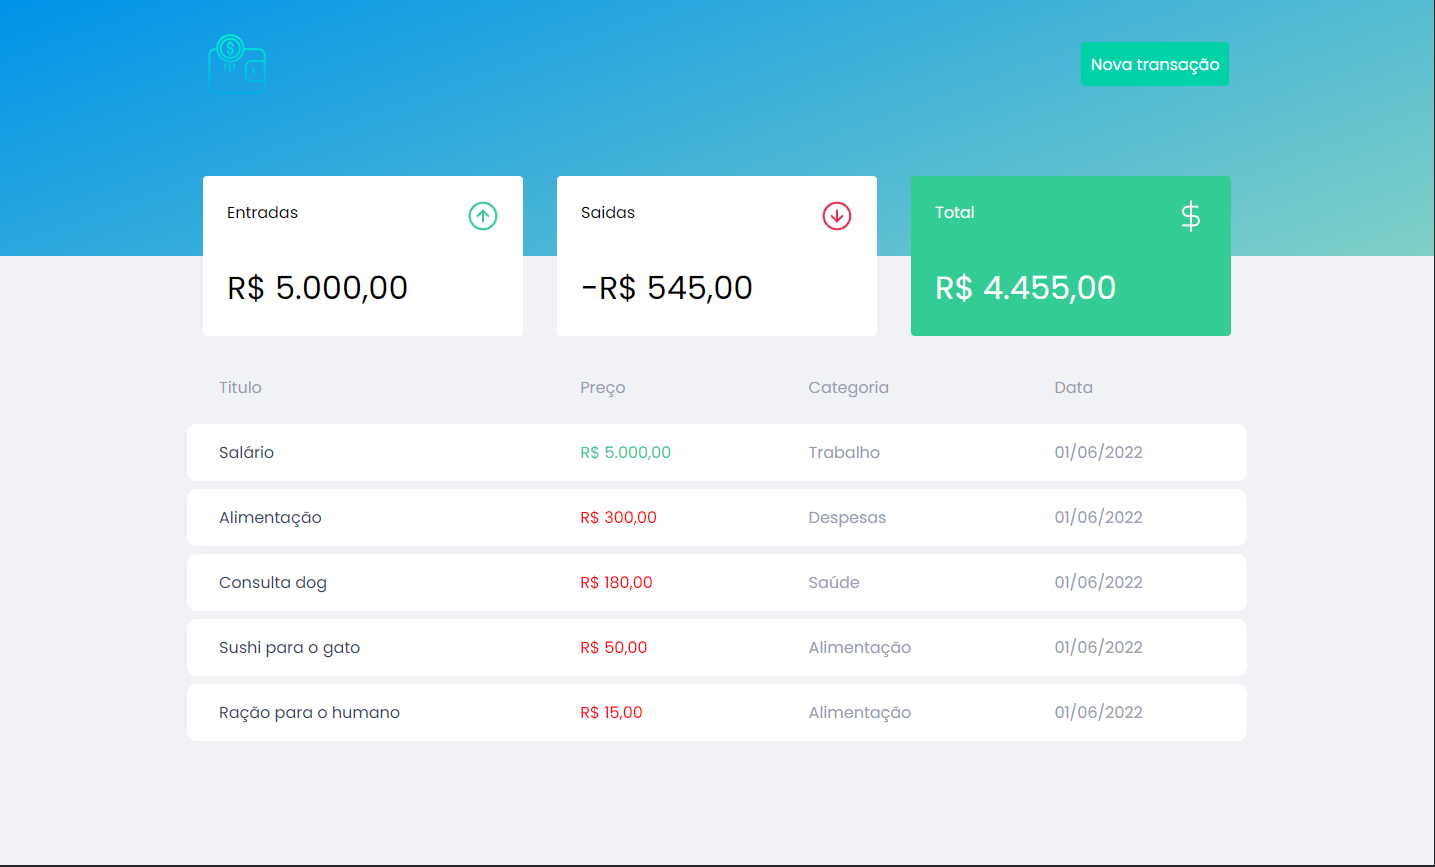 $
Nova transação
Entradas
R$ 5.000,00
Saidas
-R$ 545,00
Total
$
R$ 4.455,00
Titulo Preço Categoria Data
Salário R$ 5.000,00 Trabalho 01/06/2022
Alimentação R$ 300,00 Despesas 01/06/2022
Consulta dog R$ 180,00 Saúde 01/06/2022
Sushi para o gato R$ 50,00 Alimentação 01/06/2022
Ração para o humano R$ 15,00 Alimentação 01/06/2022